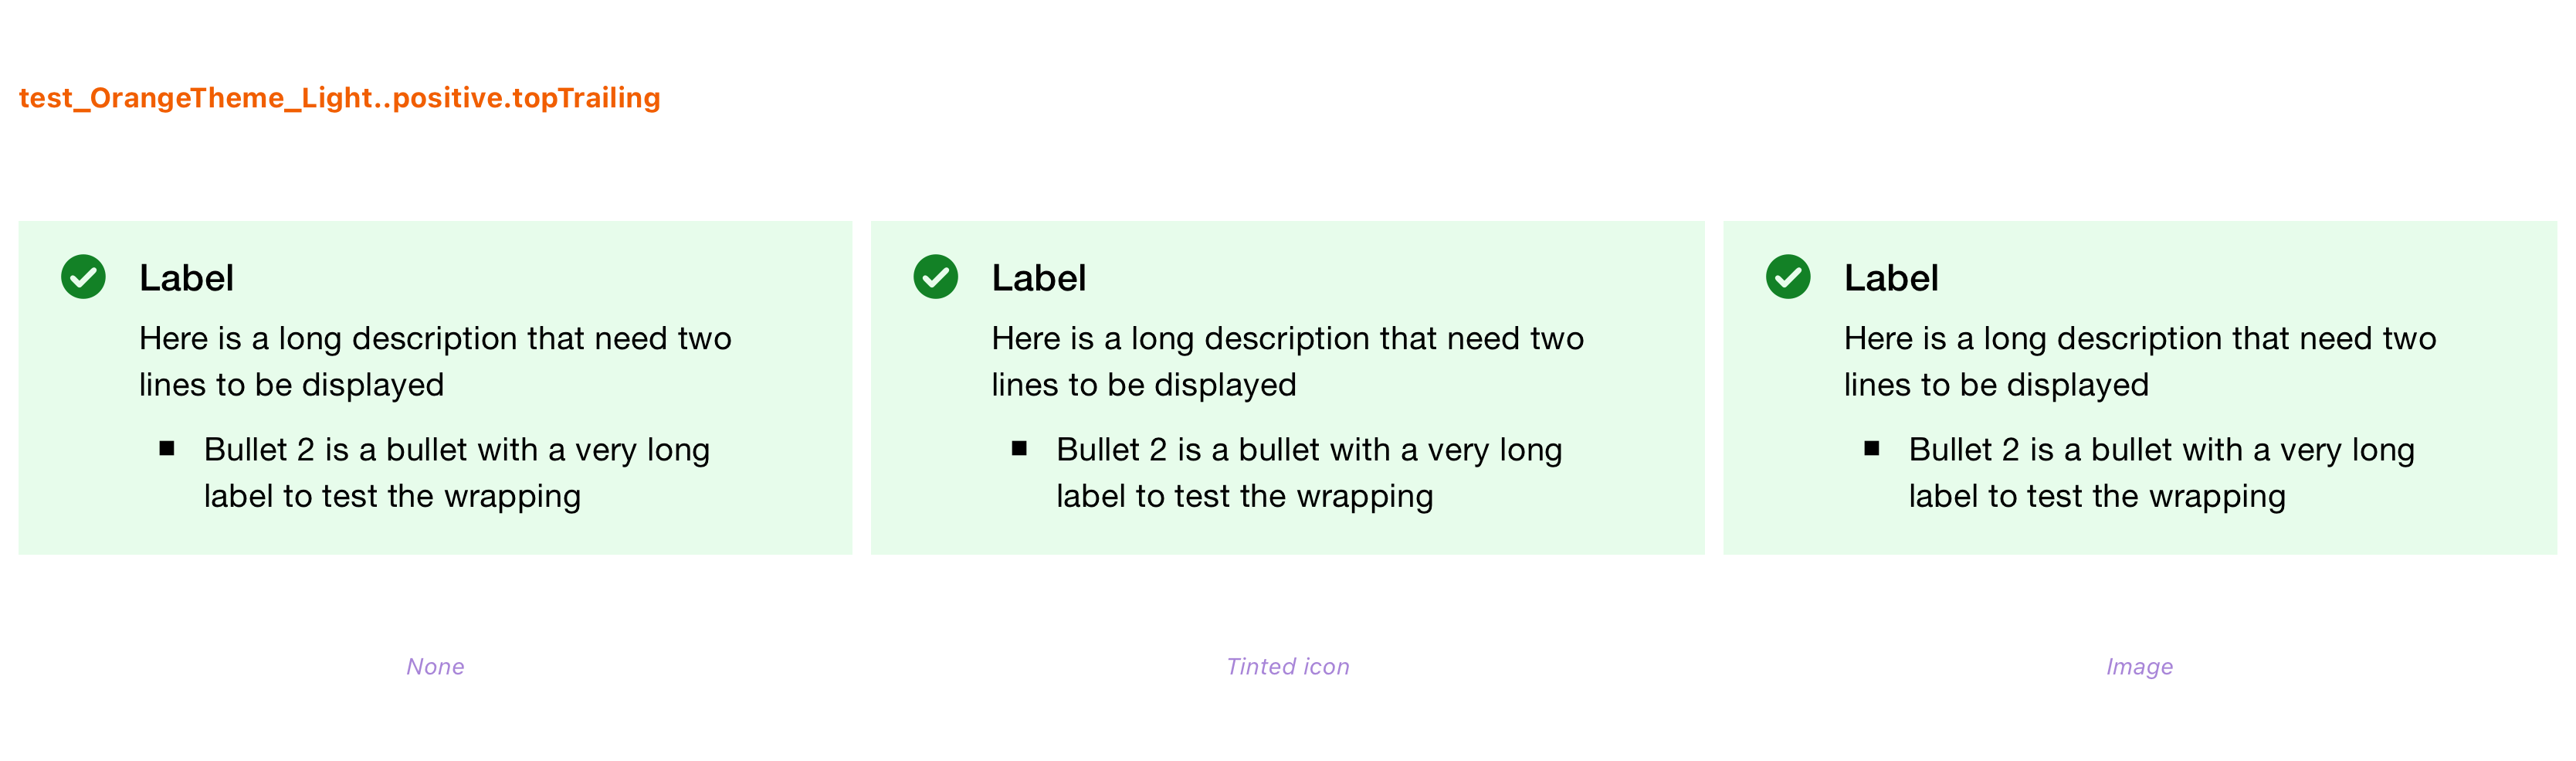 test_OrangeTheme_Light..positive.topTrailing
Label
Here is a long description that need two
lines to be displayed
■ Bullet 2 is a bullet with a very long
label to test the wrapping
None
Label
Here is a long description that need two
lines to be displayed
■ Bullet 2 is a bullet with a very long
label to test the wrapping
Tinted icon
Label
Here is a long description that need two
lines to be displayed
■ Bullet 2 is a bullet with a very long
label to test the wrapping
Image